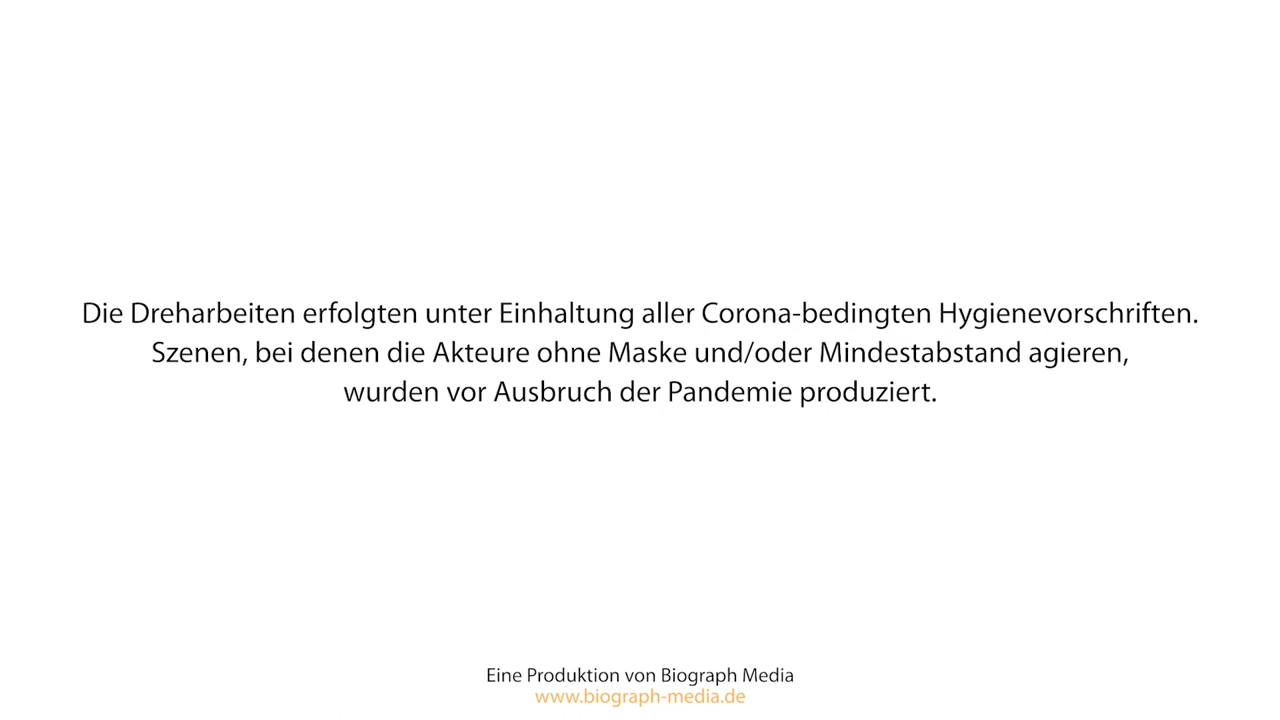 Die Dreharbeiten erfolgten unter Einhaltung aller Corona-bedingten Hygienevorschriften.
Szenen, bei denen die Akteure ohne Maske und/oder Mindestabstand agieren,
wurden vor Ausbruch der Pandemie produziert.
Eine Produktion von Biograph Media
www.biograph-media.de